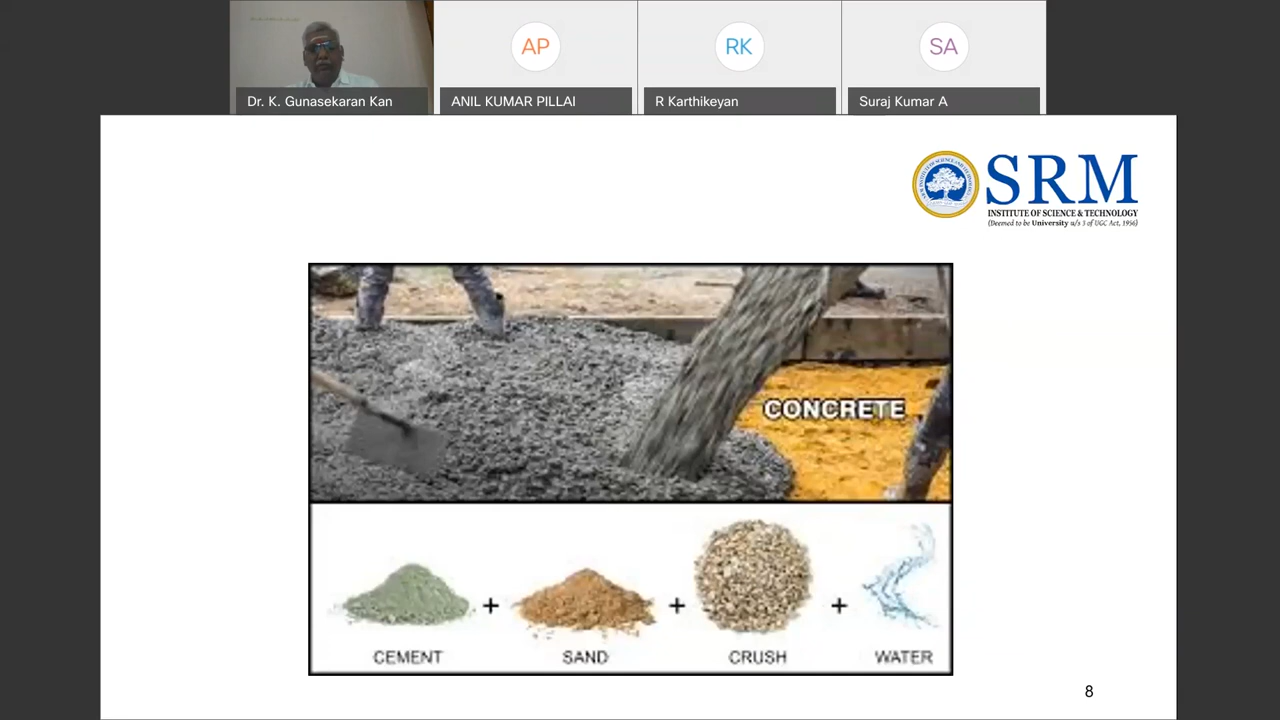 AP
RK
SA
Dr. K. Gunasekaran Kan
ANIL KUMAR PILLAI
R Karthikeyan
Suraj Kumar A
SRM
INSTITUTE OF SCIENCE & TECHNOLOGY
(Deemed to be University u/s 3 of UGC Act, 1956)
CONCRETE
+ + +
CEMENT SAND CRUSH WATER
8